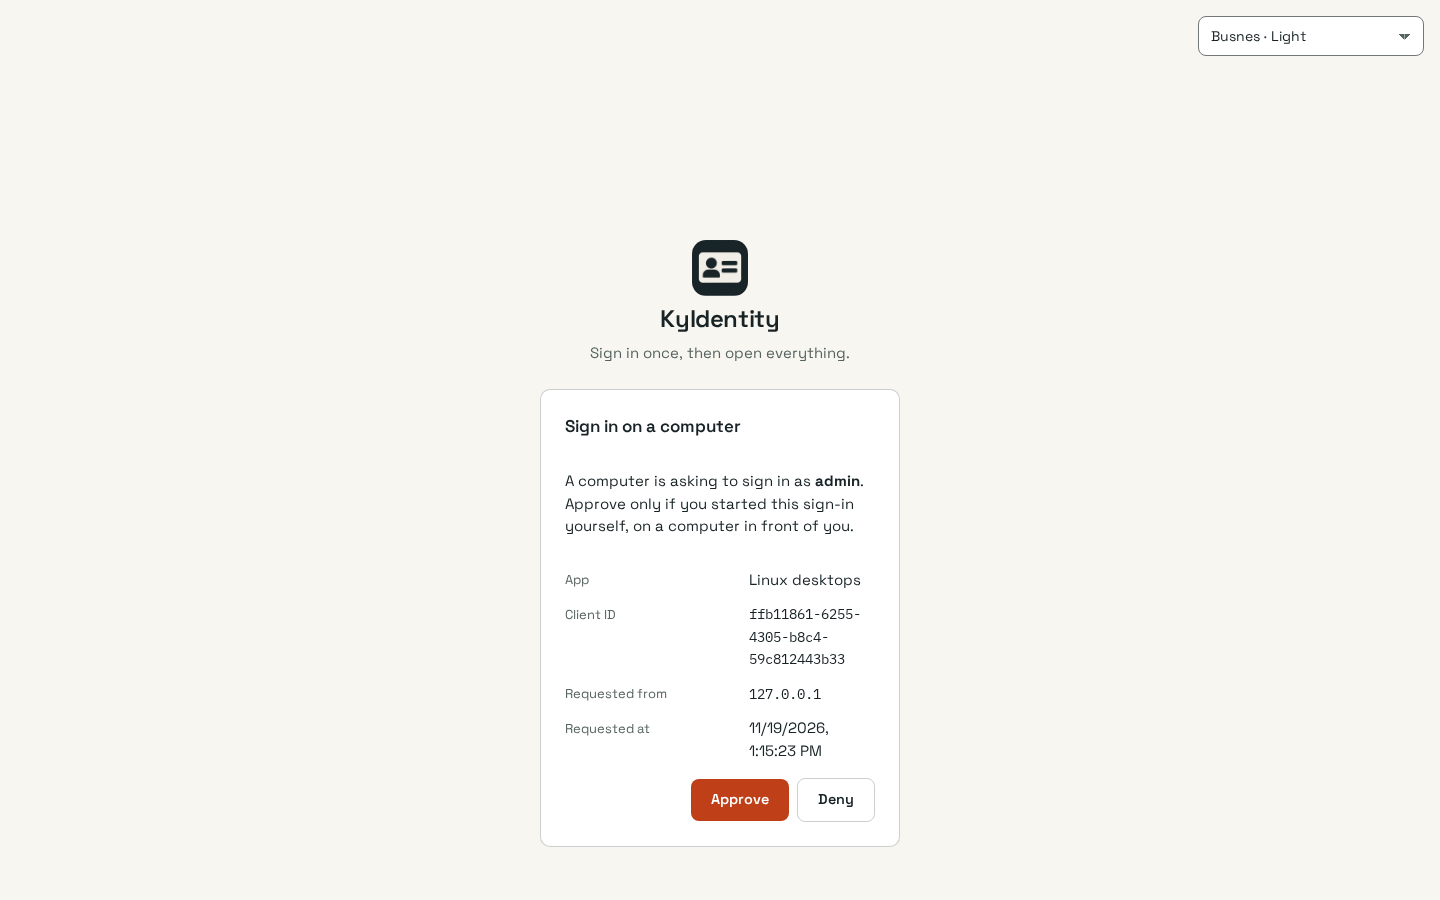 Busnes · Light
KyIdentity
Sign in once, then open everything.
Sign in on a computer
A computer is asking to sign in as admin.
Approve only if you started this sign-in
yourself, on a computer in front of you.
App
Linux desktops
Client ID
ffb11861-6255-
4305-b8c4-
59c812443b33
Requested from
127.0.0.1
Requested at
11/19/2026,
1:15:23 PM
Approve
Deny